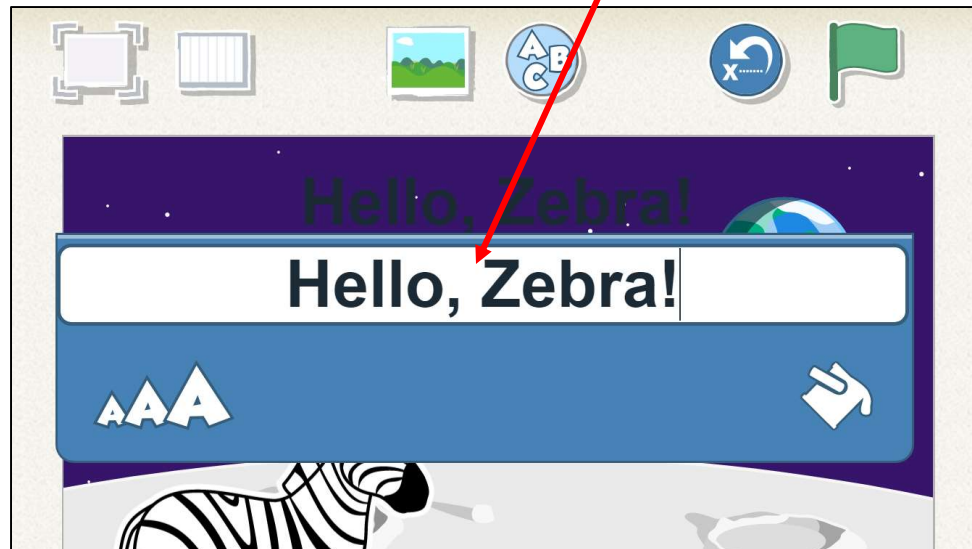 A B
C
X
Hello, Zebra!
Hello, Zebra!
A A A